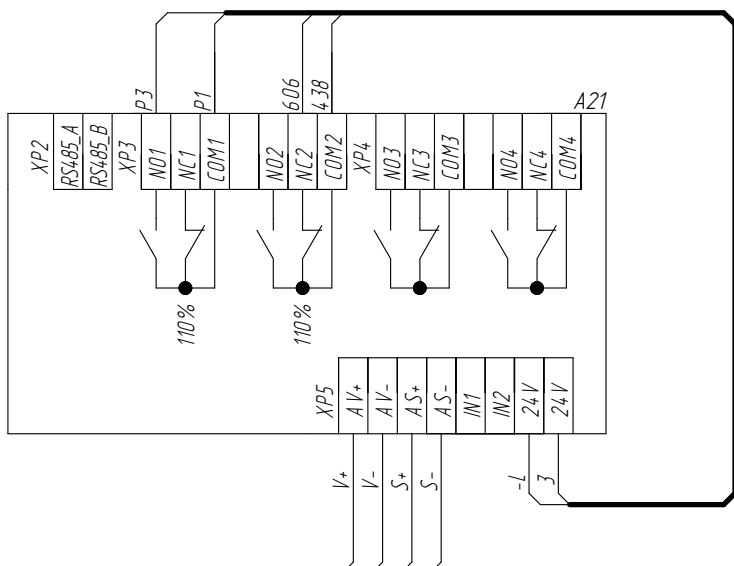 P3
P1
606
438
A21
XP2
RS485_A
RS485_B
XP3
NO1
NC1
COM1
NO2
NC2
COM2
XP4
NO3
NC3
COM3
NO4
NC4
COM4
110%
110%
XP5
AV+
AV-
AS+
AS-
IN1
IN2
24V
24V
V+
V-
S+
S-
-L
3